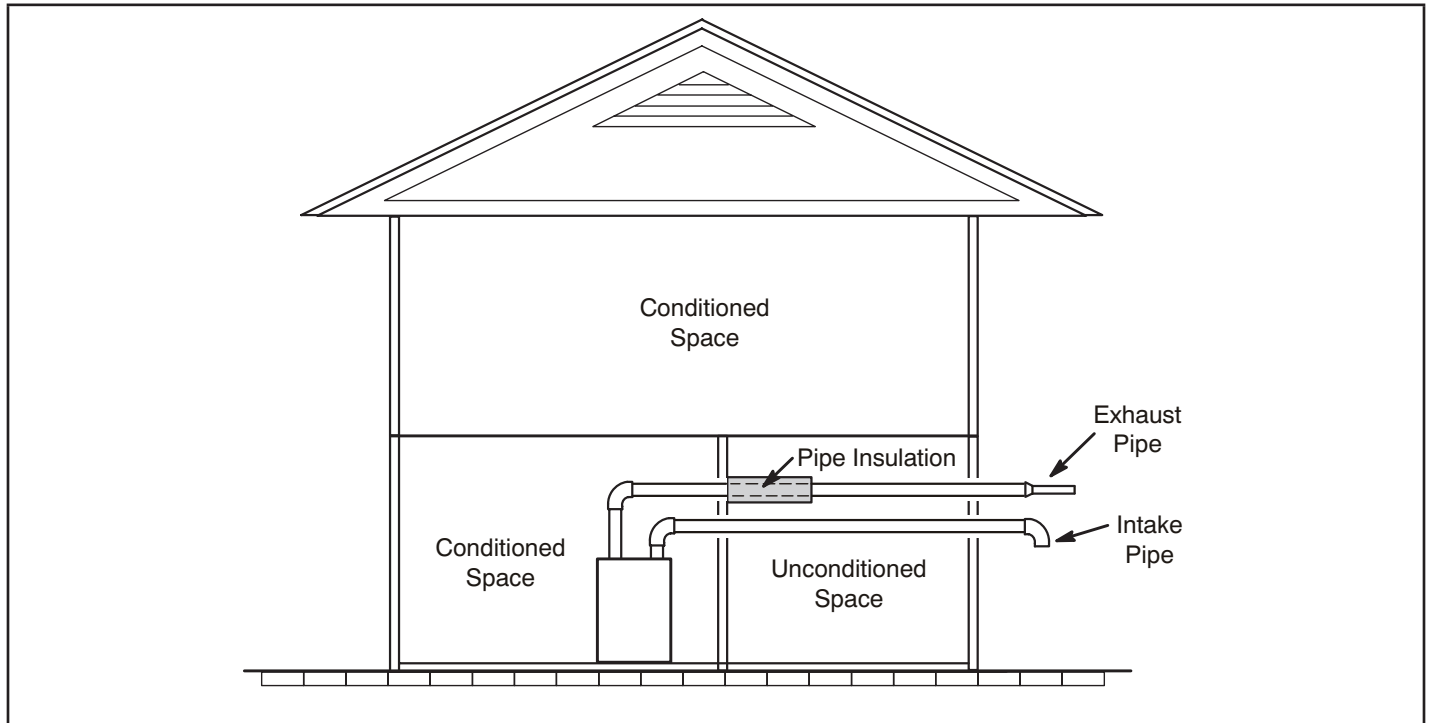 Conditioned
Space
Exhaust
Pipe
Pipe Insulation
Intake
Pipe
Conditioned
Space
Unconditioned
Space